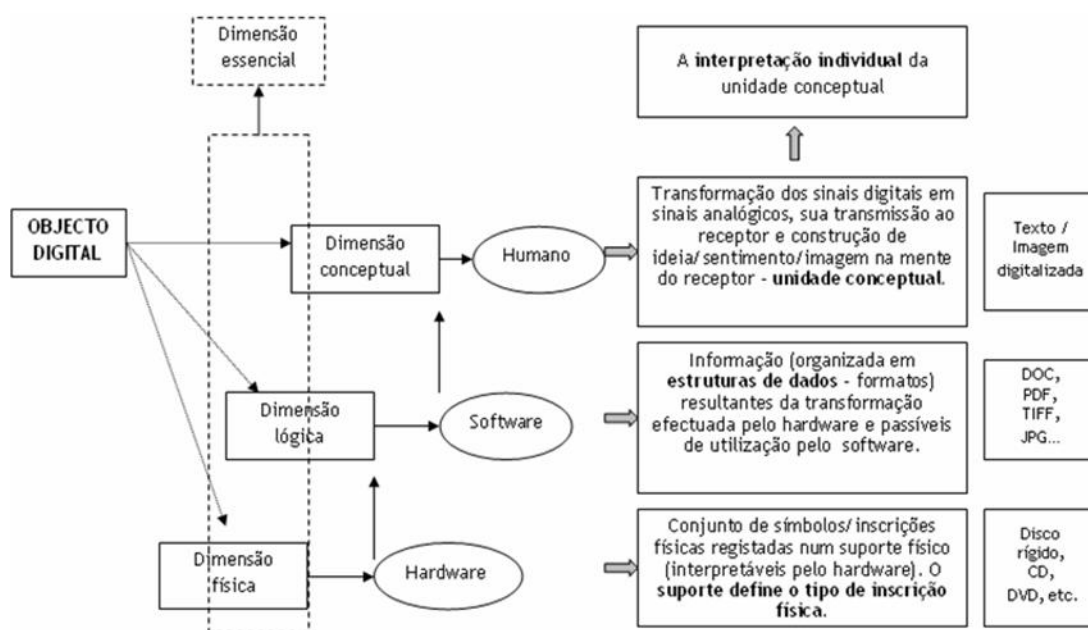 Dimensão
essencial
A interpretação individual da
unidade conceptual
OBJECTO
DIGITAL
Dimensão
conceptual
Humano
Transformação dos sinais digitais em
sinais analógicos, sua transmissão ao
receptor e construção de
ideia/sentimento/imagem na mente
do receptor - unidade conceptual.
Texto /
Imagem
digitalizada
Dimensão
lógica
Software
Informação (organizada em
estruturas de dados - formatos)
resultantes da transformação
efectuada pelo hardware e passíveis
de utilização pelo software.
DOC,
PDF,
TIFF,
JPG...
Dimensão
física
Hardware
Conjunto de símbolos/inscrições
físicas registadas num suporte físico
(interpretáveis pelo hardware). O
suporte define o tipo de inscrição
física.
Disco
rígido,
CD,
DVD, etc.